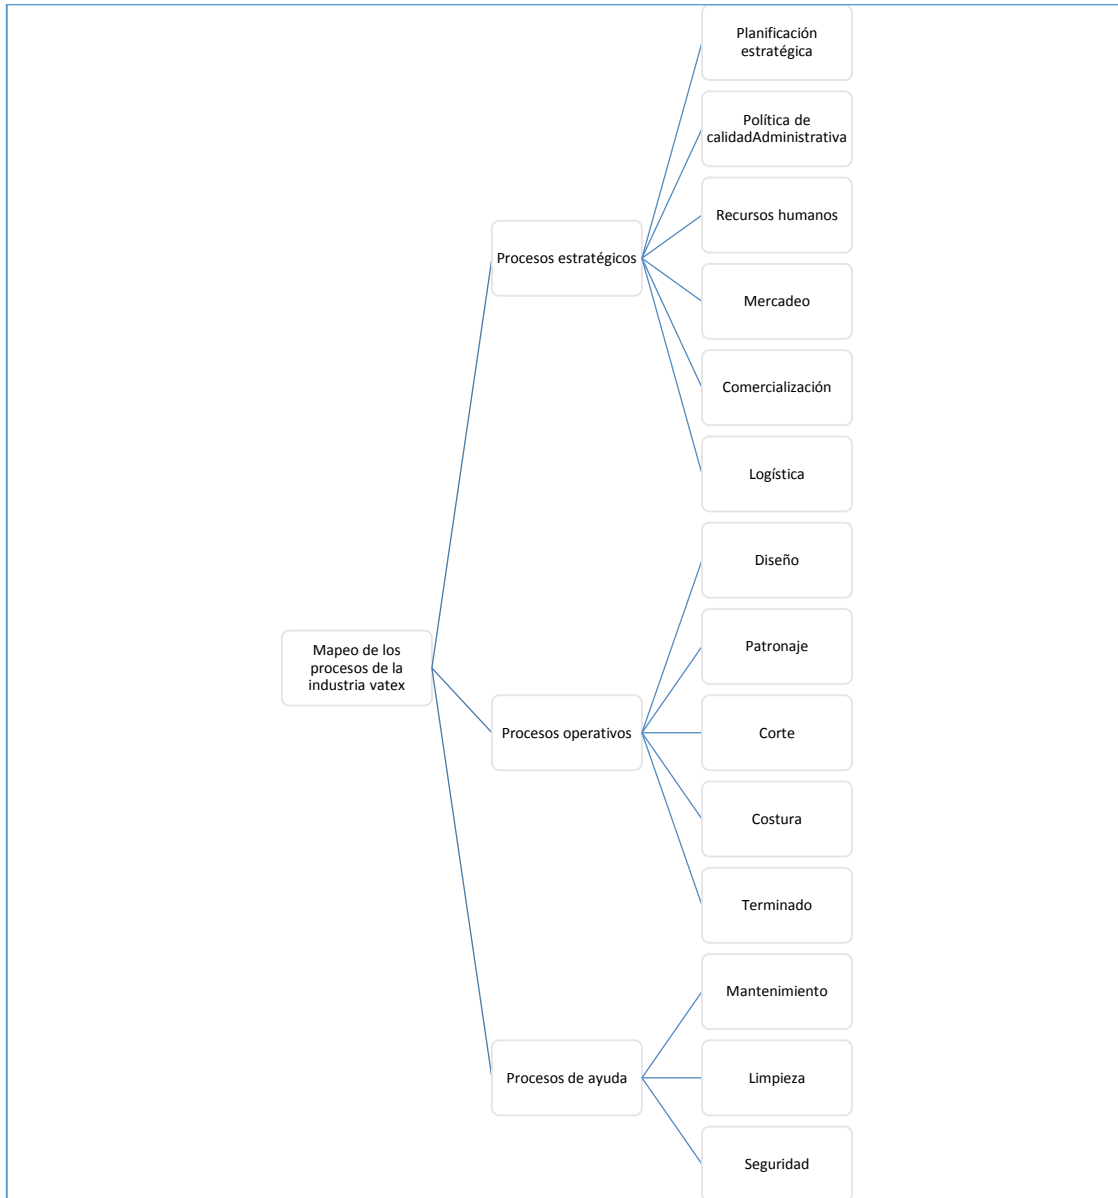 Planificación
estratégica
Política de
calidadAdministrativa
Recursos humanos
Procesos estratégicos
Mercadeo
Comercialización
Logística
Diseño
Mapeo de los
procesos de la
industria vatex
Patronaje
Procesos operativos
Corte
Costura
Terminado
Mantenimiento
Procesos de ayuda
Limpieza
Seguridad